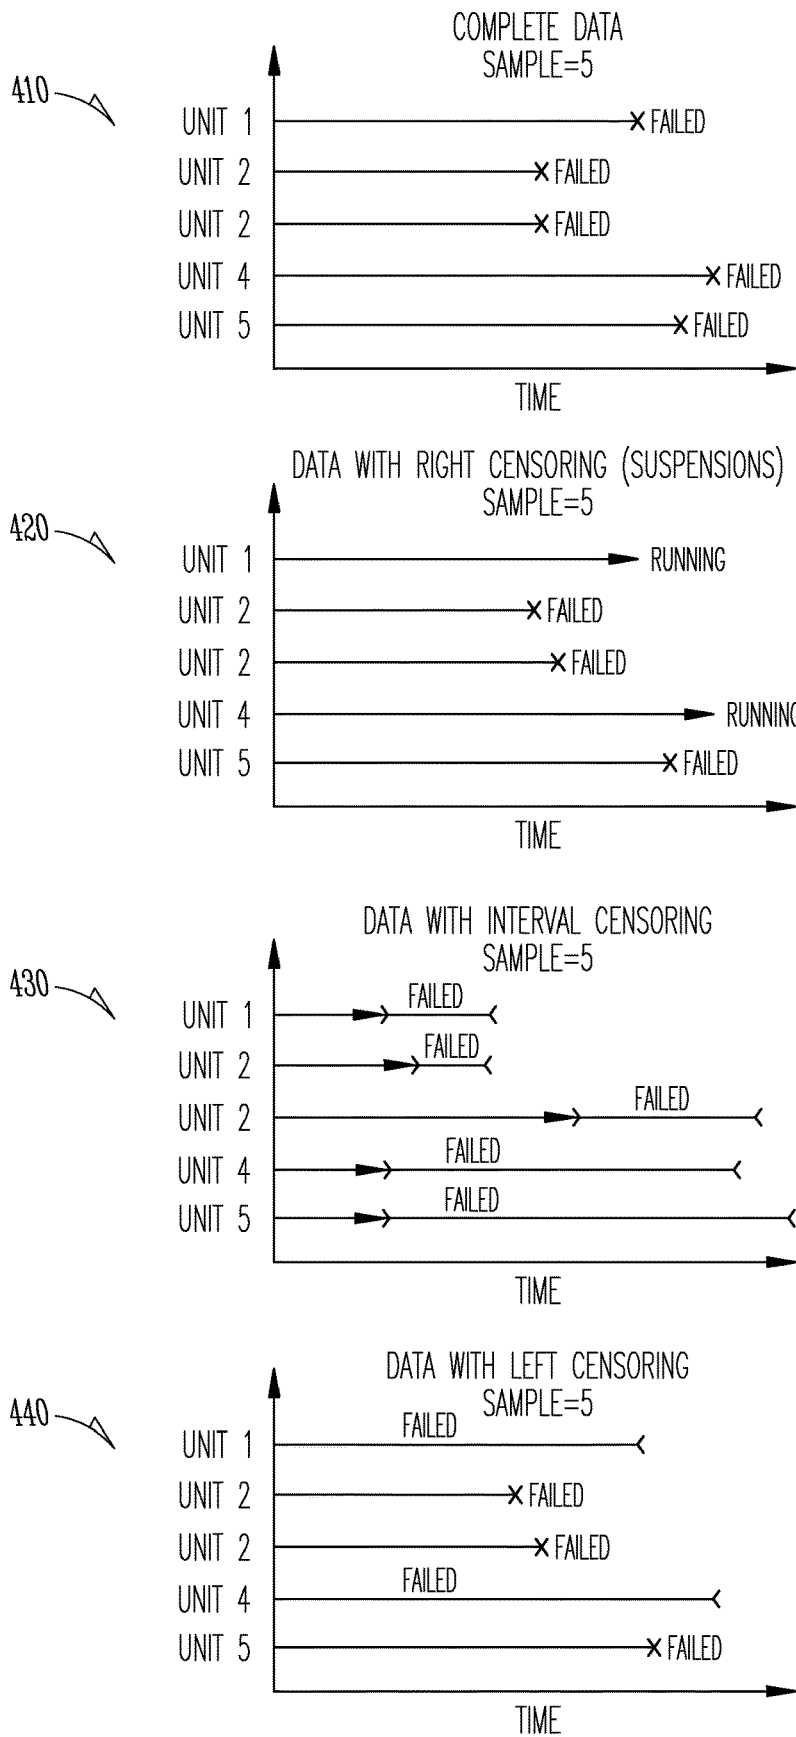 COMPLETE DATA
SAMPLE=5
410
UNIT 1 FAILED
UNIT 2 FAILED
UNIT 2 FAILED
UNIT 4 FAILED
UNIT 5 FAILED
TIME
DATA WITH RIGHT CENSORING (SUSPENSIONS)
SAMPLE=5
420
UNIT 1 RUNNING
UNIT 2 FAILED
UNIT 2 FAILED
UNIT 4 RUNNING
UNIT 5 FAILED
TIME
DATA WITH INTERVAL CENSORING
SAMPLE=5
430
UNIT 1 FAILED
UNIT 2 FAILED
UNIT 2 FAILED
UNIT 4 FAILED
UNIT 5 FAILED
TIME
DATA WITH LEFT CENSORING
SAMPLE=5
440
UNIT 1 FAILED
UNIT 2 FAILED
UNIT 2 FAILED
UNIT 4 FAILED
UNIT 5 FAILED
TIME